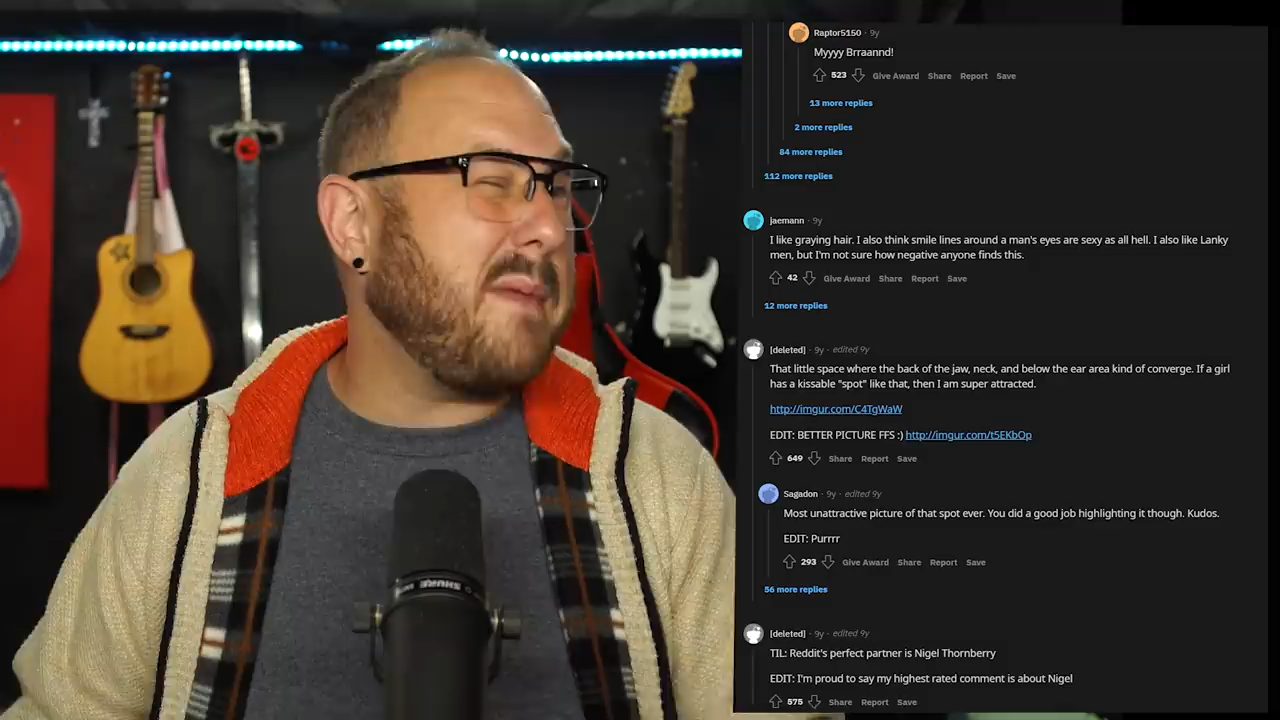 Raptor5150 · 9y
Myyyy Brraannd!
523 Give Award Share Report Save
13 more replies
2 more replies
84 more replies
112 more replies
jaemann · 9y
I like graying hair. I also think smile lines around a man's eyes are sexy as all hell. I also like Lanky
men, but I'm not sure how negative anyone finds this.
42 Give Award Share Report Save
12 more replies
[deleted] · 9y · edited 9y
That little space where the back of the jaw, neck, and below the ear area kind of converge. If a girl
has a kissable "spot" like that, then I am super attracted.
http://imgur.com/C4TgWaW
EDIT: BETTER PICTURE FFS :) http://imgur.com/t5EKbOp
649 Share Report Save
Sagadon · 9y · edited 9y
Most unattractive picture of that spot ever. You did a good job highlighting it though. Kudos.
EDIT: Purrrr
293 Give Award Share Report Save
56 more replies
[deleted] · 9y · edited 9y
TIL: Reddit's perfect partner is Nigel Thornberry
EDIT: I'm proud to say my highest rated comment is about Nigel
575 Share Report Save
SHURE